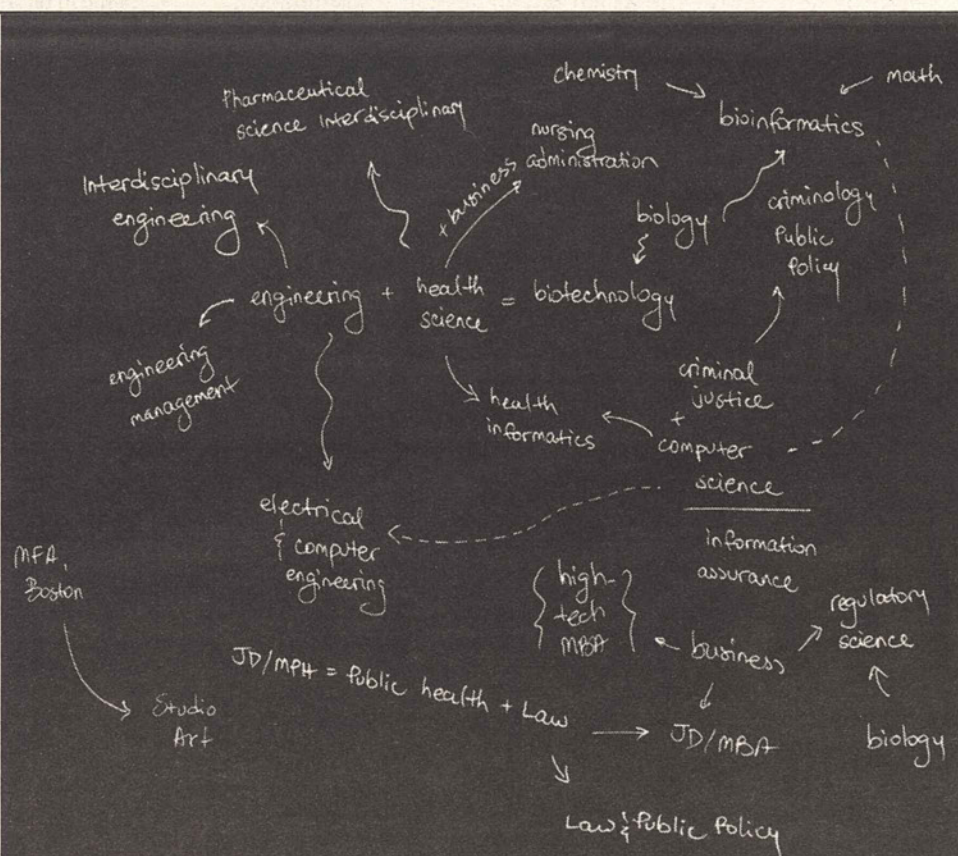 chemistry
math
Pharmaceutical
science Interdisciplinary
bioinformatics
nursing
administration
+ business
Interdisciplinary
engineering
biology
criminology
Public
Policy
engineering + health
science = biotechnology
engineering
management
criminal
justice
+
computer
science
health
informatics
electrical
& computer
engineering
information
assurance
MFA,
Boston
high-
tech
MBA
regulatory
science
business
JD/MPH = Public health + Law
Studio
Art
JD/MBA
biology
Law & Public Policy